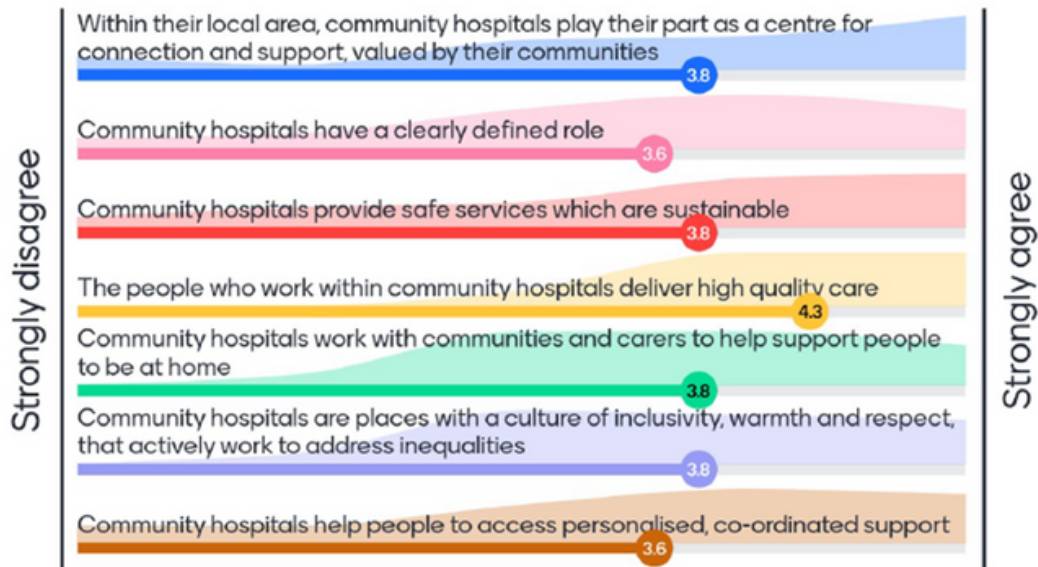 Strongly disagree
Within their local area, community hospitals play their part as a centre for
connection and support, valued by their communities
3.8
Community hospitals have a clearly defined role
3.6
Community hospitals provide safe services which are sustainable
3.8
The people who work within community hospitals deliver high quality care
4.3
Community hospitals work with communities and carers to help support people
to be at home
3.8
Community hospitals are places with a culture of inclusivity, warmth and respect,
that actively work to address inequalities
3.8
Community hospitals help people to access personalised, co-ordinated support
3.6
Strongly agree